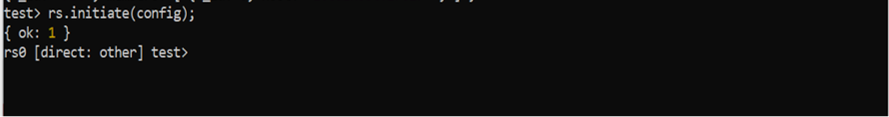 test> rs.initiate(config);
{ ok: 1 }
rs0 [direct: other] test>